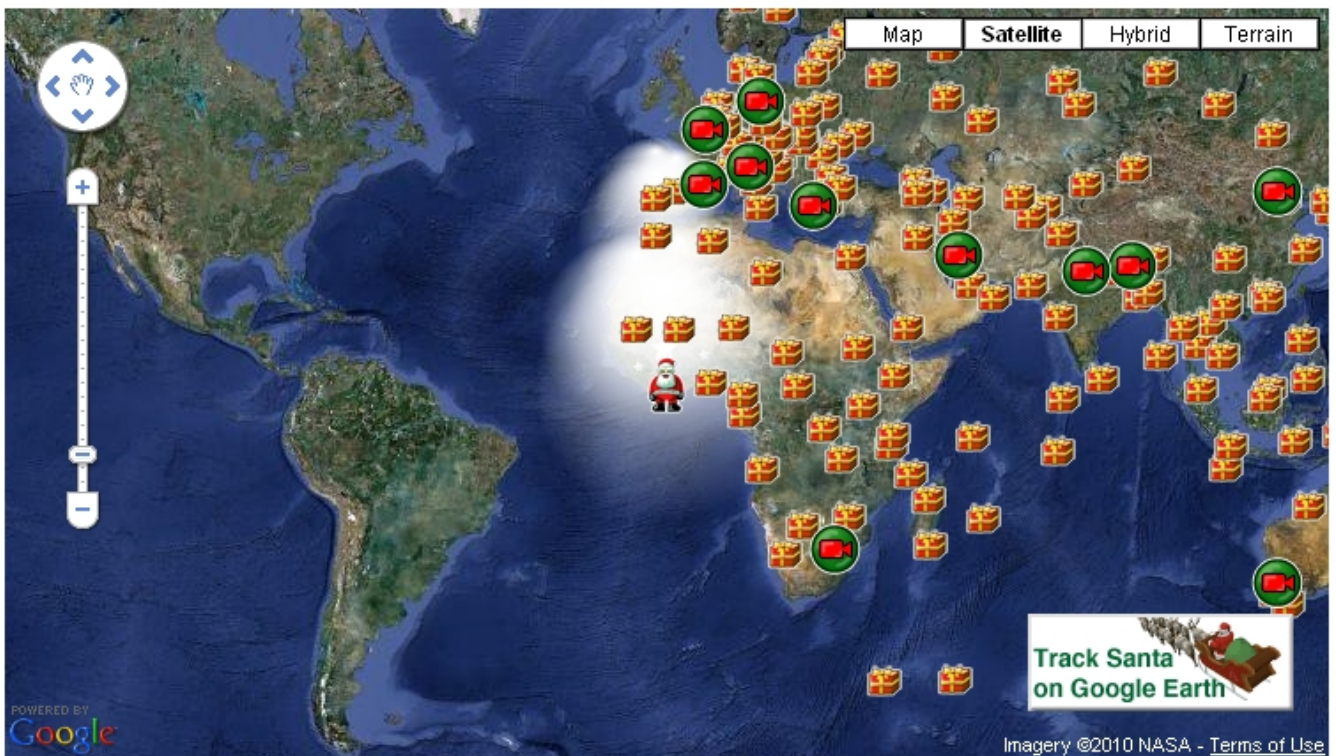 Map Satellite Hybrid Terrain
Track Santa
on Google Earth
POWERED BY
Google
Imagery ©2010 NASA - Terms of Use